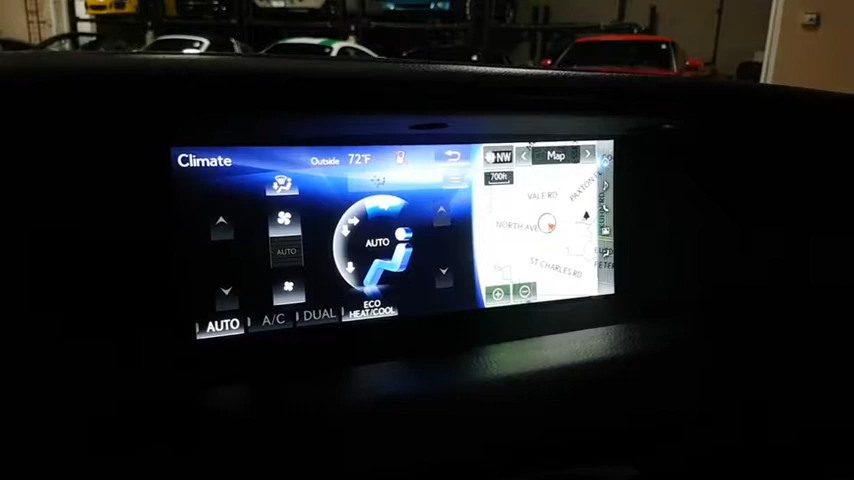 Climate
Outside 72°F
AUTO
AUTO
AUTO
A/C
DUAL
ECO
HEAT/COOL
NW
Map
700ft
VALE RD
NORTH AVE
ST CHARLES RD